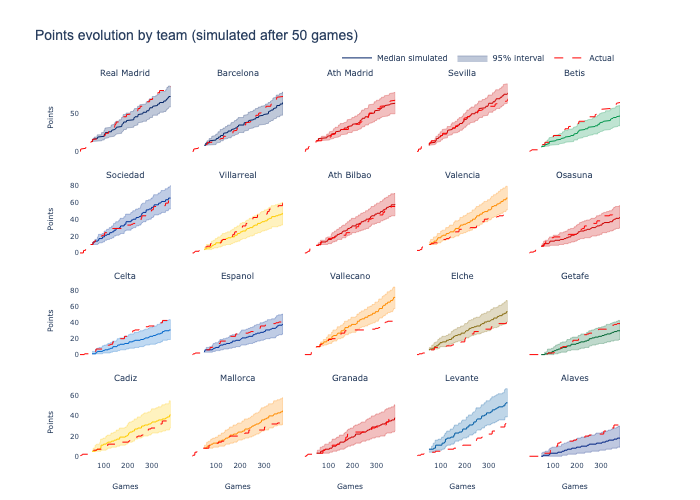 Points evolution by team (simulated after 50 games)
Median simulated 95% interval Actual
Real Madrid Barcelona Ath Madrid Sevilla Betis
50
0
Points
Sociedad Villarreal Ath Bilbao Valencia Osasuna
80
60
40
20
0
Points
Celta Espanol Vallecano Elche Getafe
80
60
40
20
0
Points
Cadiz Mallorca Granada Levante Alaves
60
40
20
0
Points
100 200 300 100 200 300 100 200 300 100 200 300 100 200 300
Games Games Games Games Games